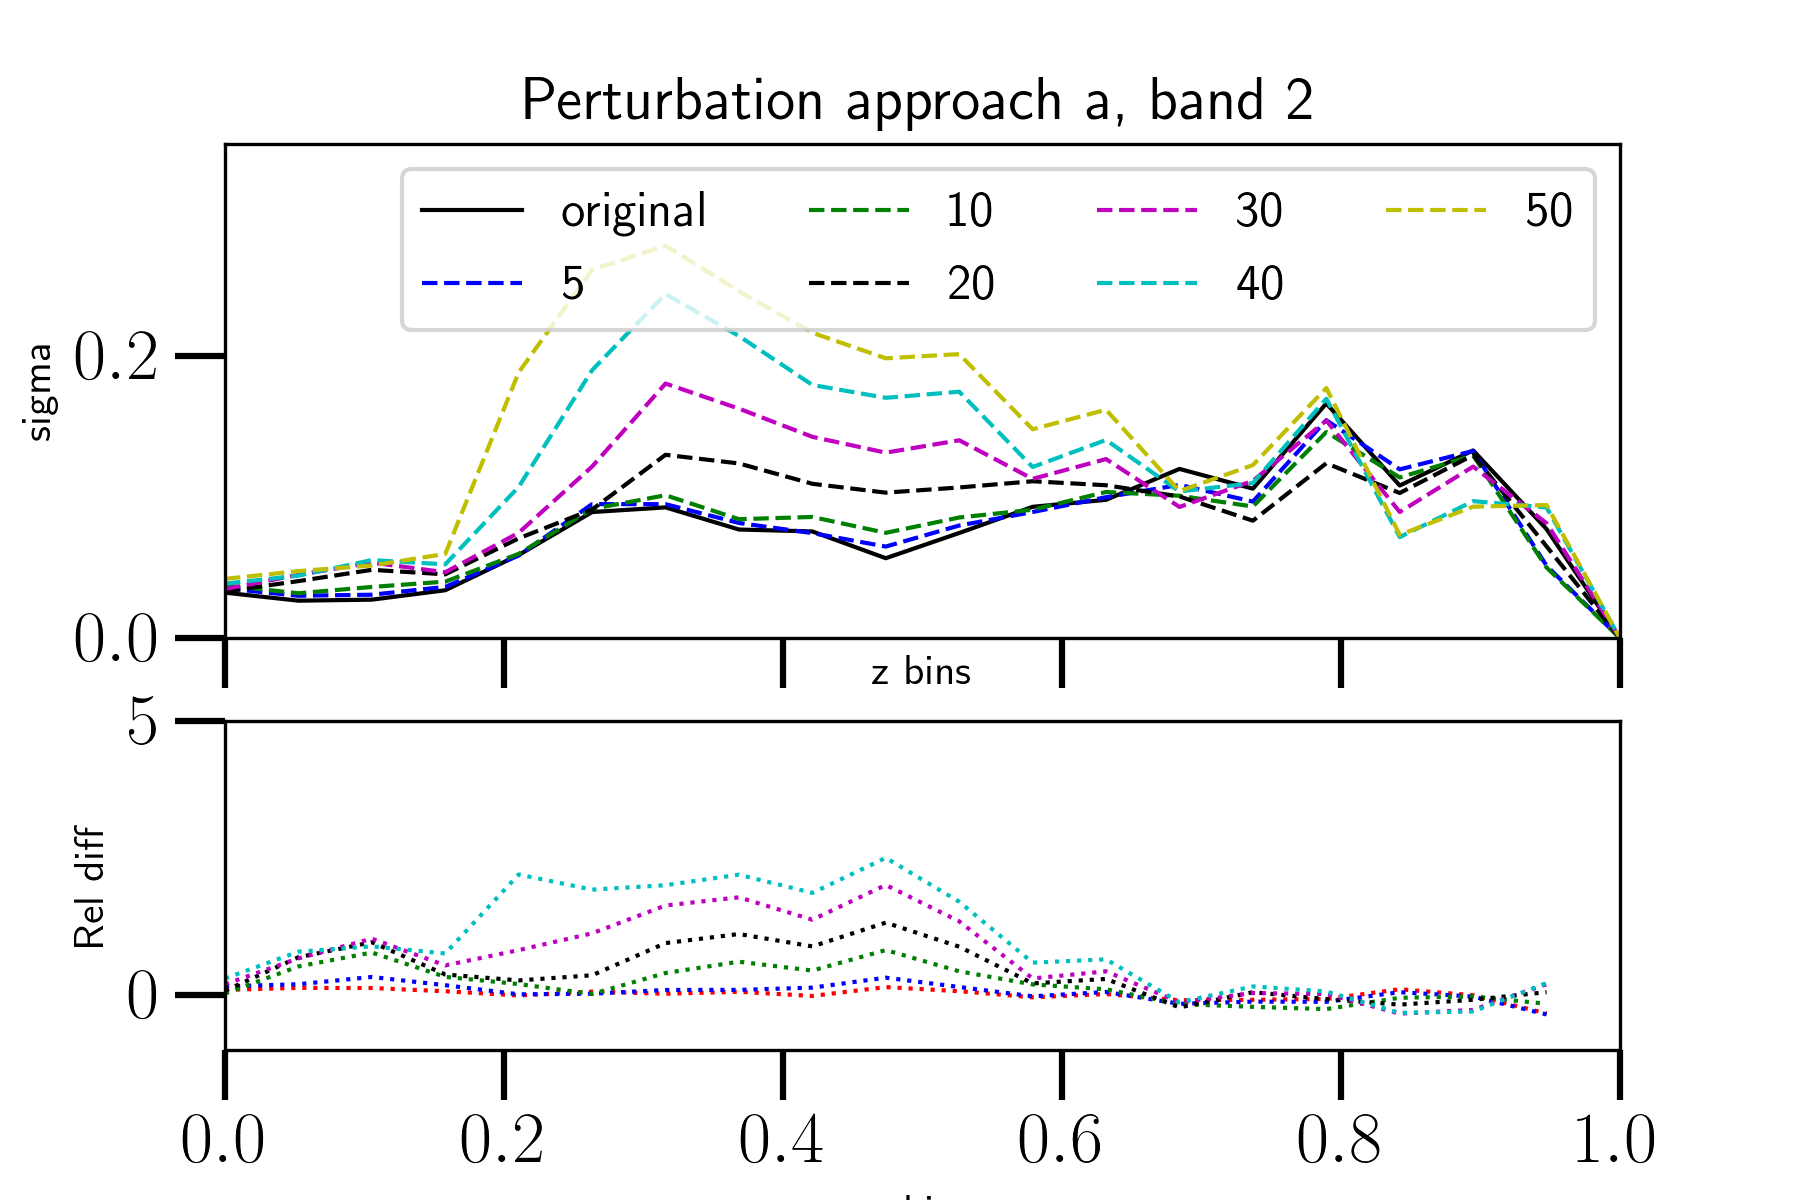 Perturbation approach a, band 2
original 10 30 50
5 20 40
0.2
sigma
0.0
z bins
5
Rel diff
0
0.0 0.2 0.4 0.6 0.8 1.0